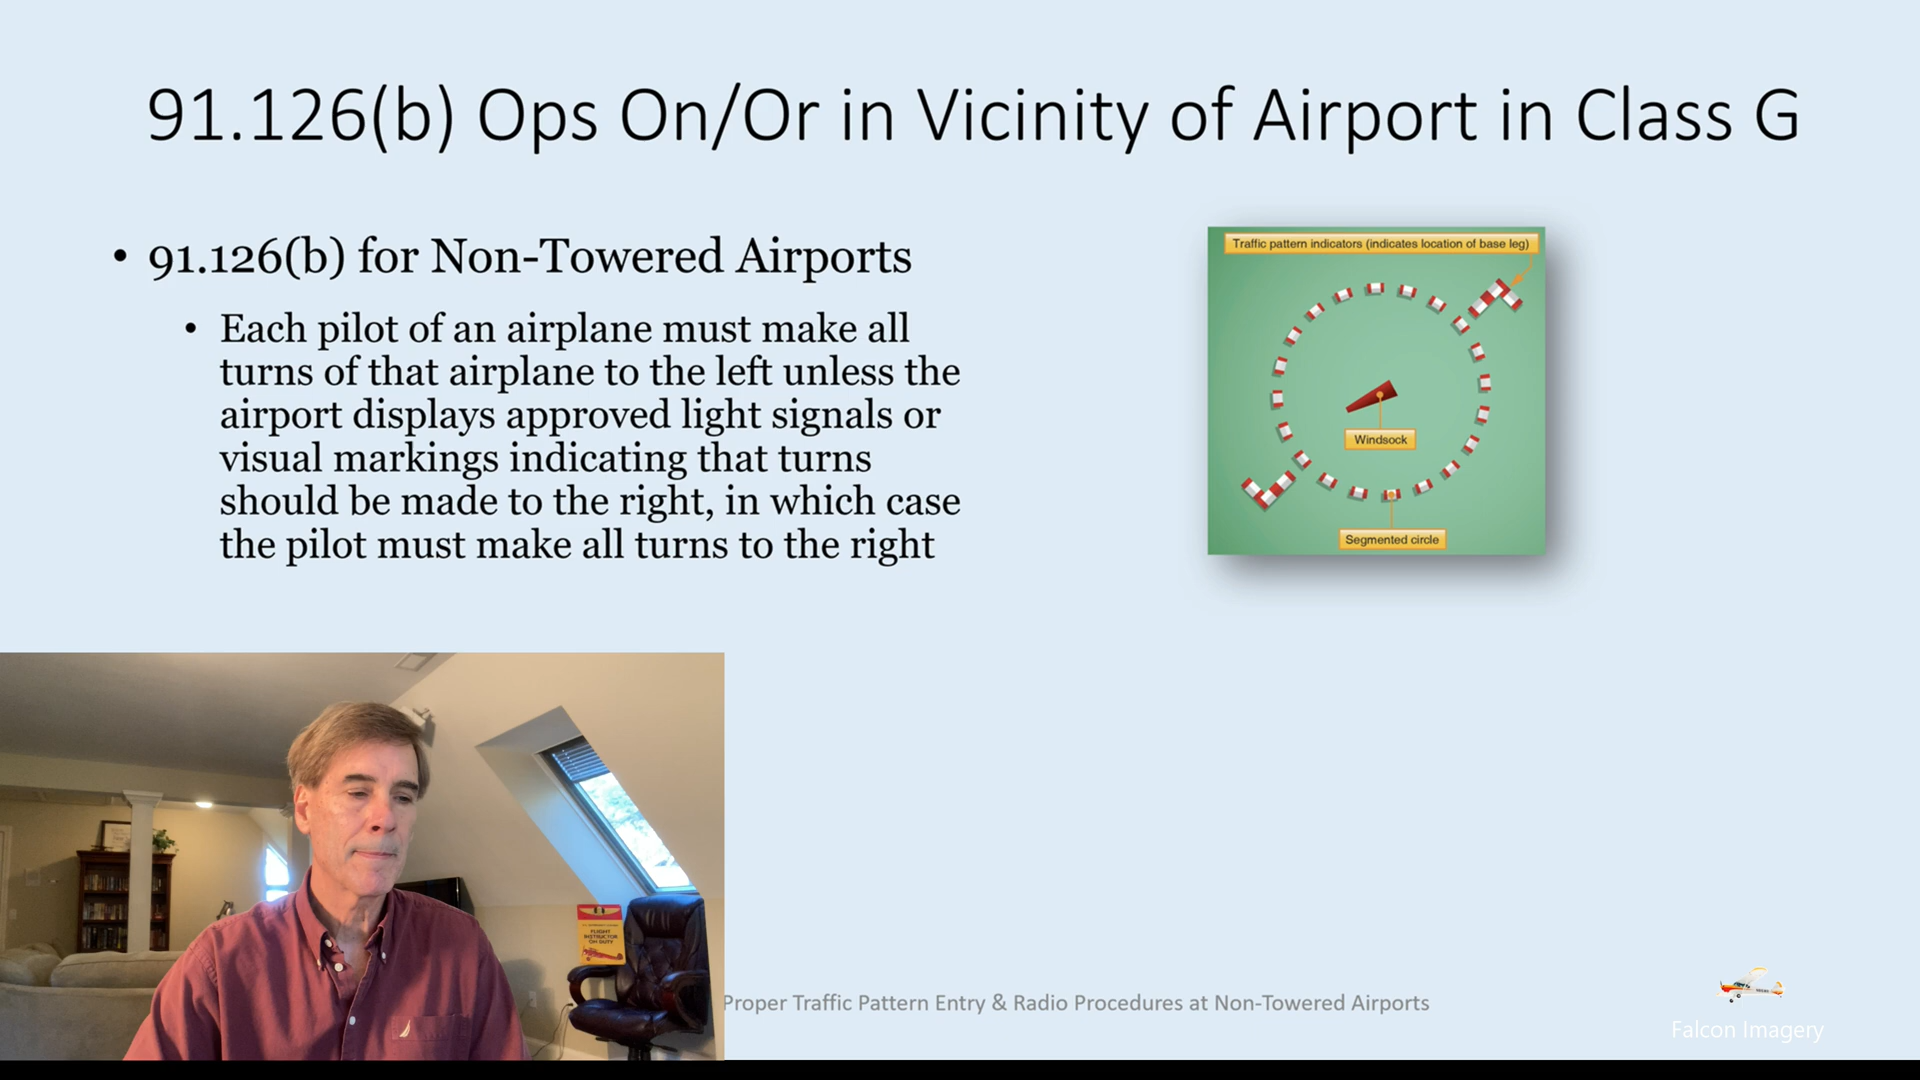 91.126(b) Ops On/Or in Vicinity of Airport in Class G
• 91.126(b) for Non-Towered Airports
• Each pilot of an airplane must make all
turns of that airplane to the left unless the
airport displays approved light signals or
visual markings indicating that turns
should be made to the right, in which case
the pilot must make all turns to the right
Traffic pattern indicators (indicates location of base leg)
Windsock
Segmented circle
FLIGHT
INSTRUCTOR
ON DUTY
Proper Traffic Pattern Entry & Radio Procedures at Non-Towered Airports
Falcon Imagery